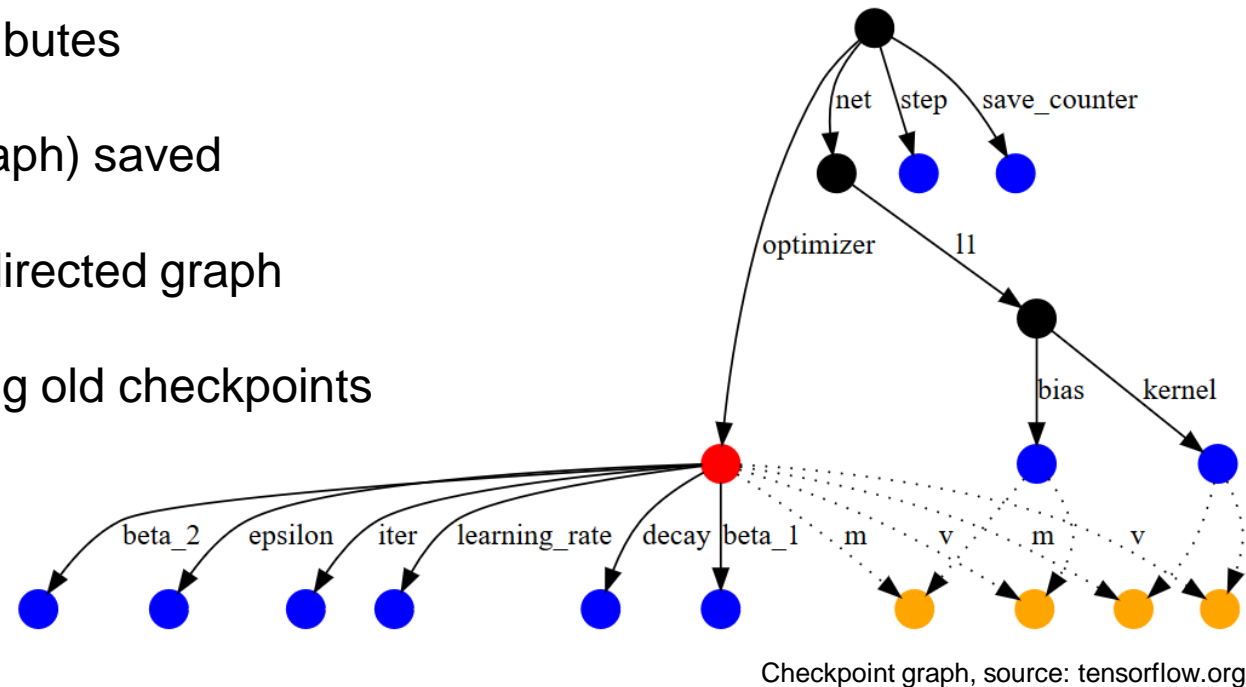 butes
net step save_counter
aph) saved
optimizer l1
directed graph
g old checkpoints
bias kernel
beta_2 epsilon iter learning_rate decay beta_1 m v m v
Checkpoint graph, source: tensorflow.org